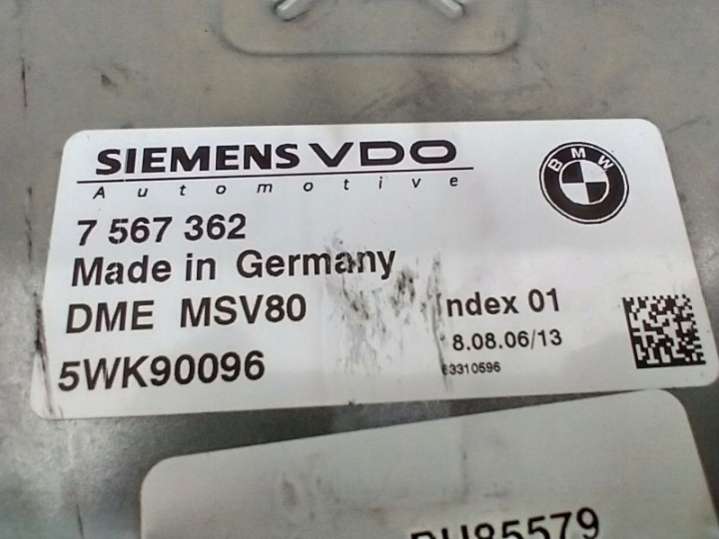 SIEMENS VDO
Automotive
BMW
7 567 362
Made in Germany
DME MSV80
Index 01
8.08.06/13
5WK90096
63310596